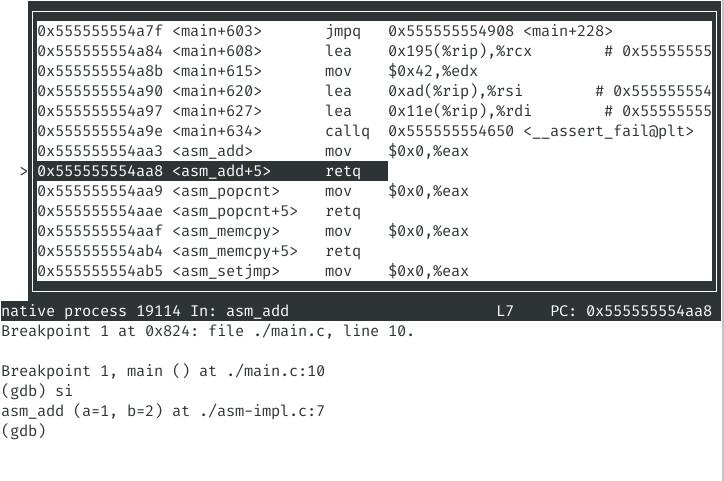 0x555555554a7f <main+603> jmpq 0x555555554908 <main+228>
0x555555554a84 <main+608> lea 0x195(%rip),%rcx # 0x55555555
0x555555554a8b <main+615> mov $0x42,%edx
0x555555554a90 <main+620> lea 0xad(%rip),%rsi # 0x555555554
0x555555554a97 <main+627> lea 0x11e(%rip),%rdi # 0x55555555
0x555555554a9e <main+634> callq 0x555555554650 <__assert_fail@plt>
0x555555554aa3 <asm_add> mov $0x0,%eax
> 0x555555554aa8 <asm_add+5> retq
0x555555554aa9 <asm_popcnt> mov $0x0,%eax
0x555555554aae <asm_popcnt+5> retq
0x555555554aaf <asm_memcpy> mov $0x0,%eax
0x555555554ab4 <asm_memcpy+5> retq
0x555555554ab5 <asm_setjmp> mov $0x0,%eax
native process 19114 In: asm_add L7 PC: 0x555555554aa8
Breakpoint 1 at 0x824: file ./main.c, line 10.
Breakpoint 1, main () at ./main.c:10
(gdb) si
asm_add (a=1, b=2) at ./asm-impl.c:7
(gdb)